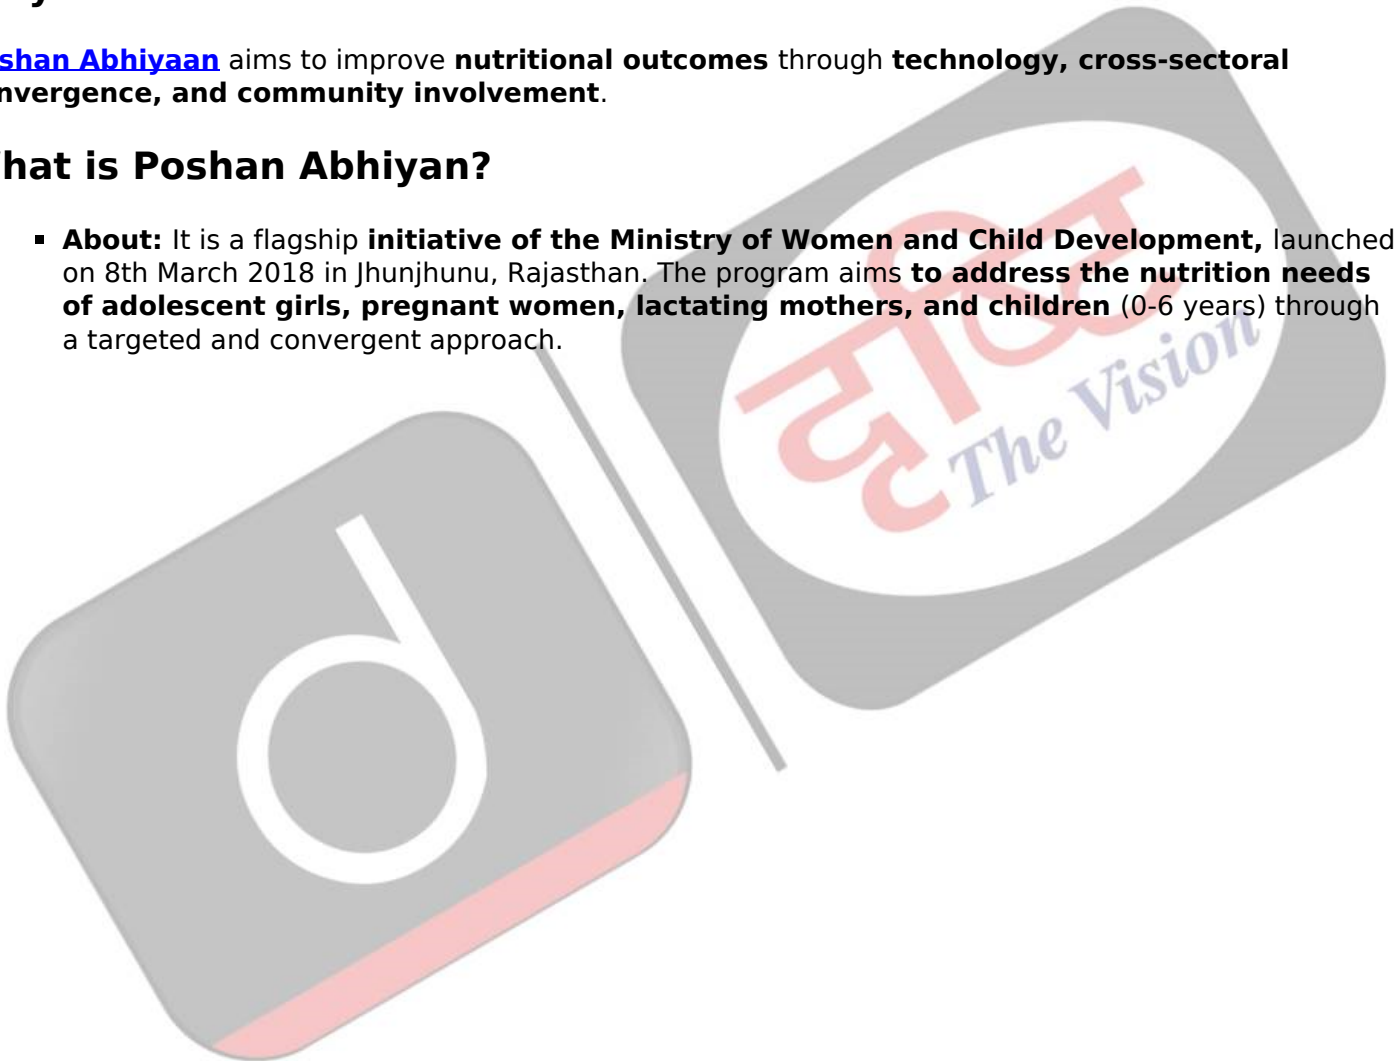 shan Abhiyaan aims to improve nutritional outcomes through technology, cross-sectoral
nvergence, and community involvement.
hat is Poshan Abhiyan?
▪ About: It is a flagship initiative of the Ministry of Women and Child Development, launched
on 8th March 2018 in Jhunjhunu, Rajasthan. The program aims to address the nutrition needs
of adolescent girls, pregnant women, lactating mothers, and children (0-6 years) through
a targeted and convergent approach.
दृष्टि
The Vision
d